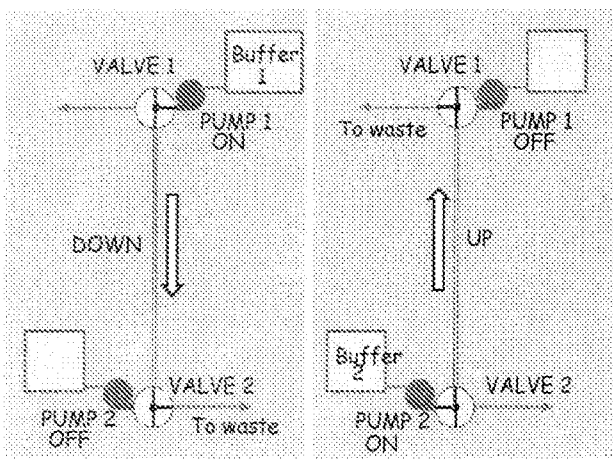 Buffer
1
VALVE 1
PUMP 1
ON
DOWN
VALVE 2
PUMP 2
OFF
To waste
VALVE 1
To waste
PUMP 1
OFF
UP
Buffer
2
VALVE 2
PUMP 2
ON